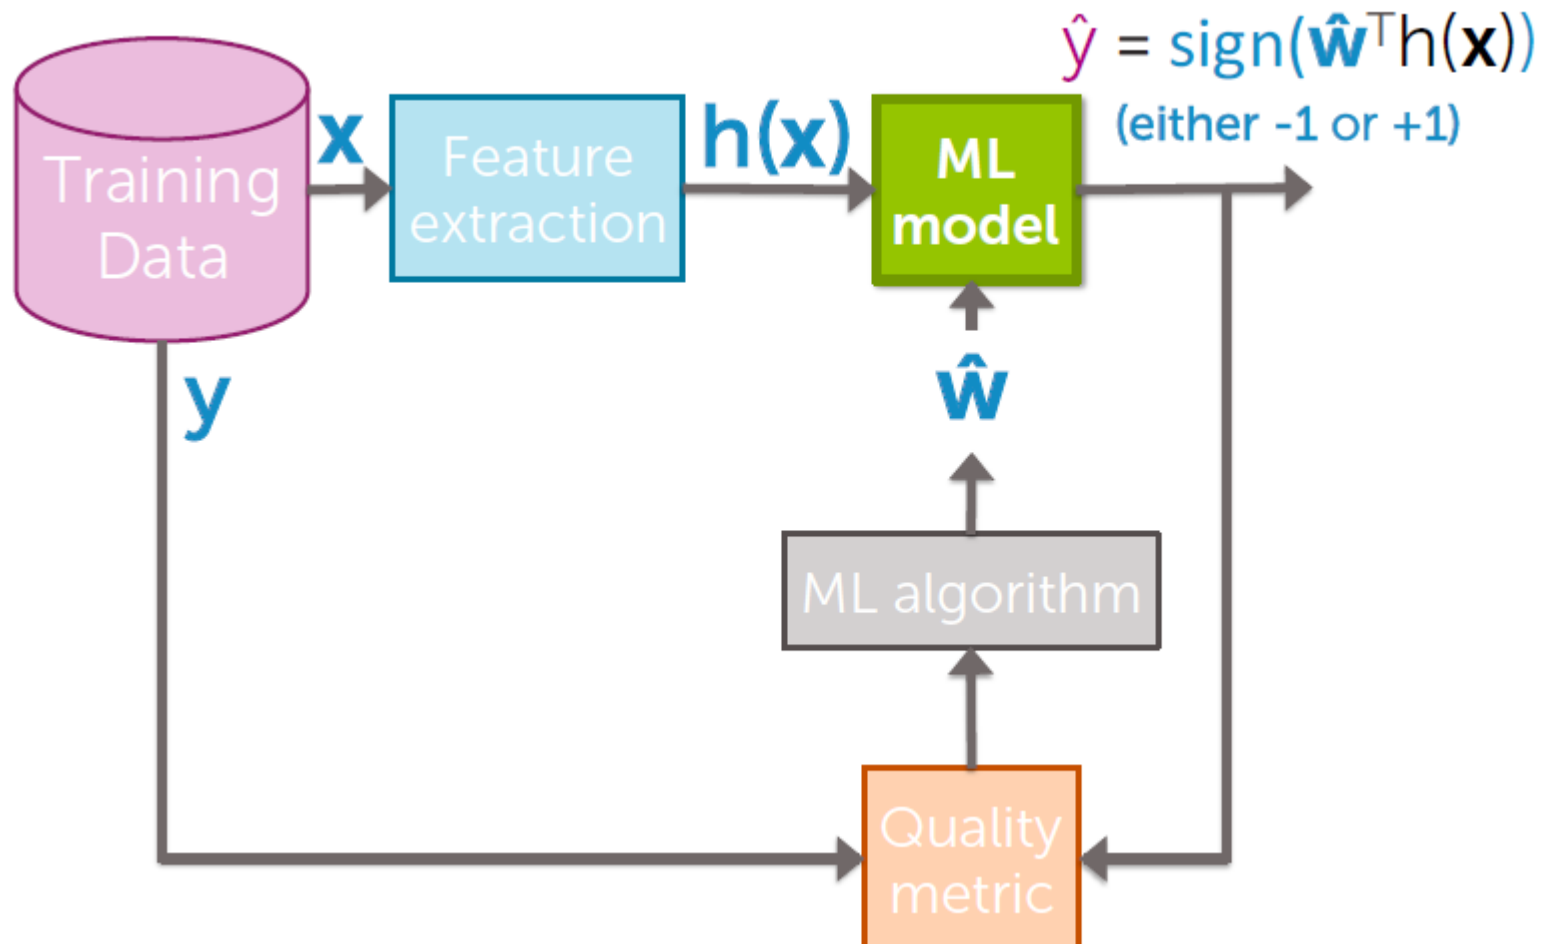 ŷ = sign(ŵᵀh(x))
(either -1 or +1)
Training
Data
x
Feature
extraction
h(x)
ML
model
y
ŵ
ML algorithm
Quality
metric